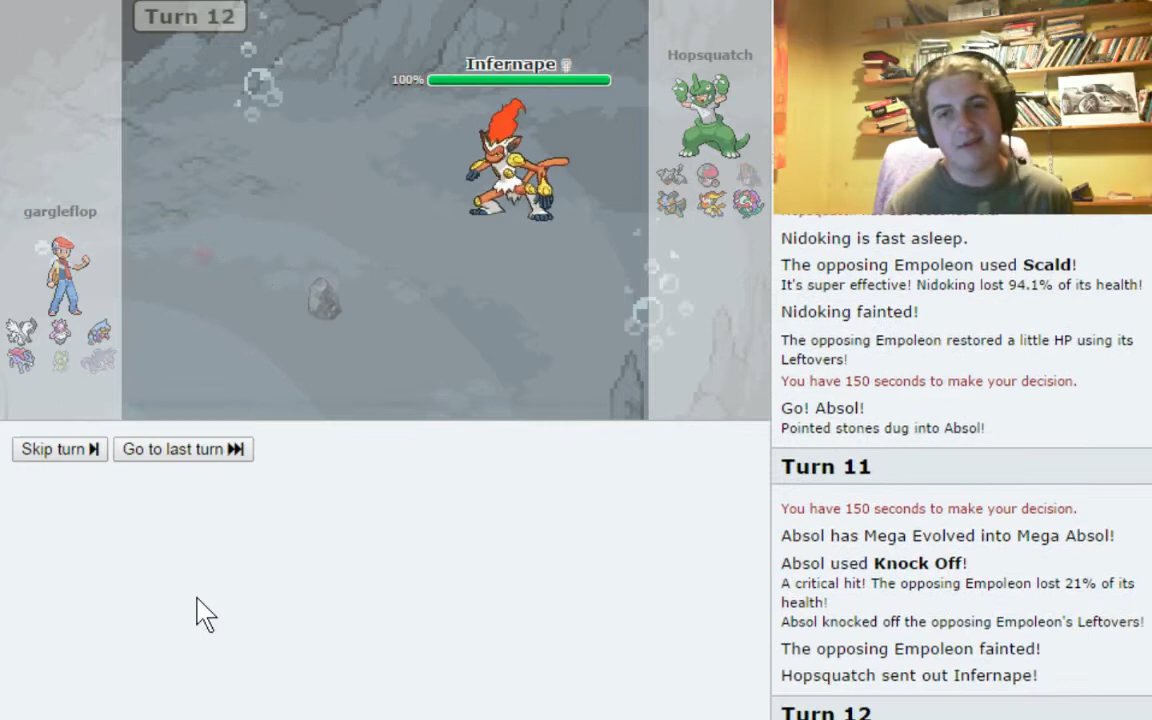 Turn 12
Infernape
100%
Hopsquatch
gargleflop
Skip turn
Go to last turn
Nidoking is fast asleep.
The opposing Empoleon used Scald!
It's super effective! Nidoking lost 94.1% of its health!
Nidoking fainted!
The opposing Empoleon restored a little HP using its
Leftovers!
You have 150 seconds to make your decision.
Go! Absol!
Pointed stones dug into Absol!
Turn 11
You have 150 seconds to make your decision.
Absol has Mega Evolved into Mega Absol!
Absol used Knock Off!
A critical hit! The opposing Empoleon lost 21% of its
health!
Absol knocked off the opposing Empoleon's Leftovers!
The opposing Empoleon fainted!
Hopsquatch sent out Infernape!
Turn 12